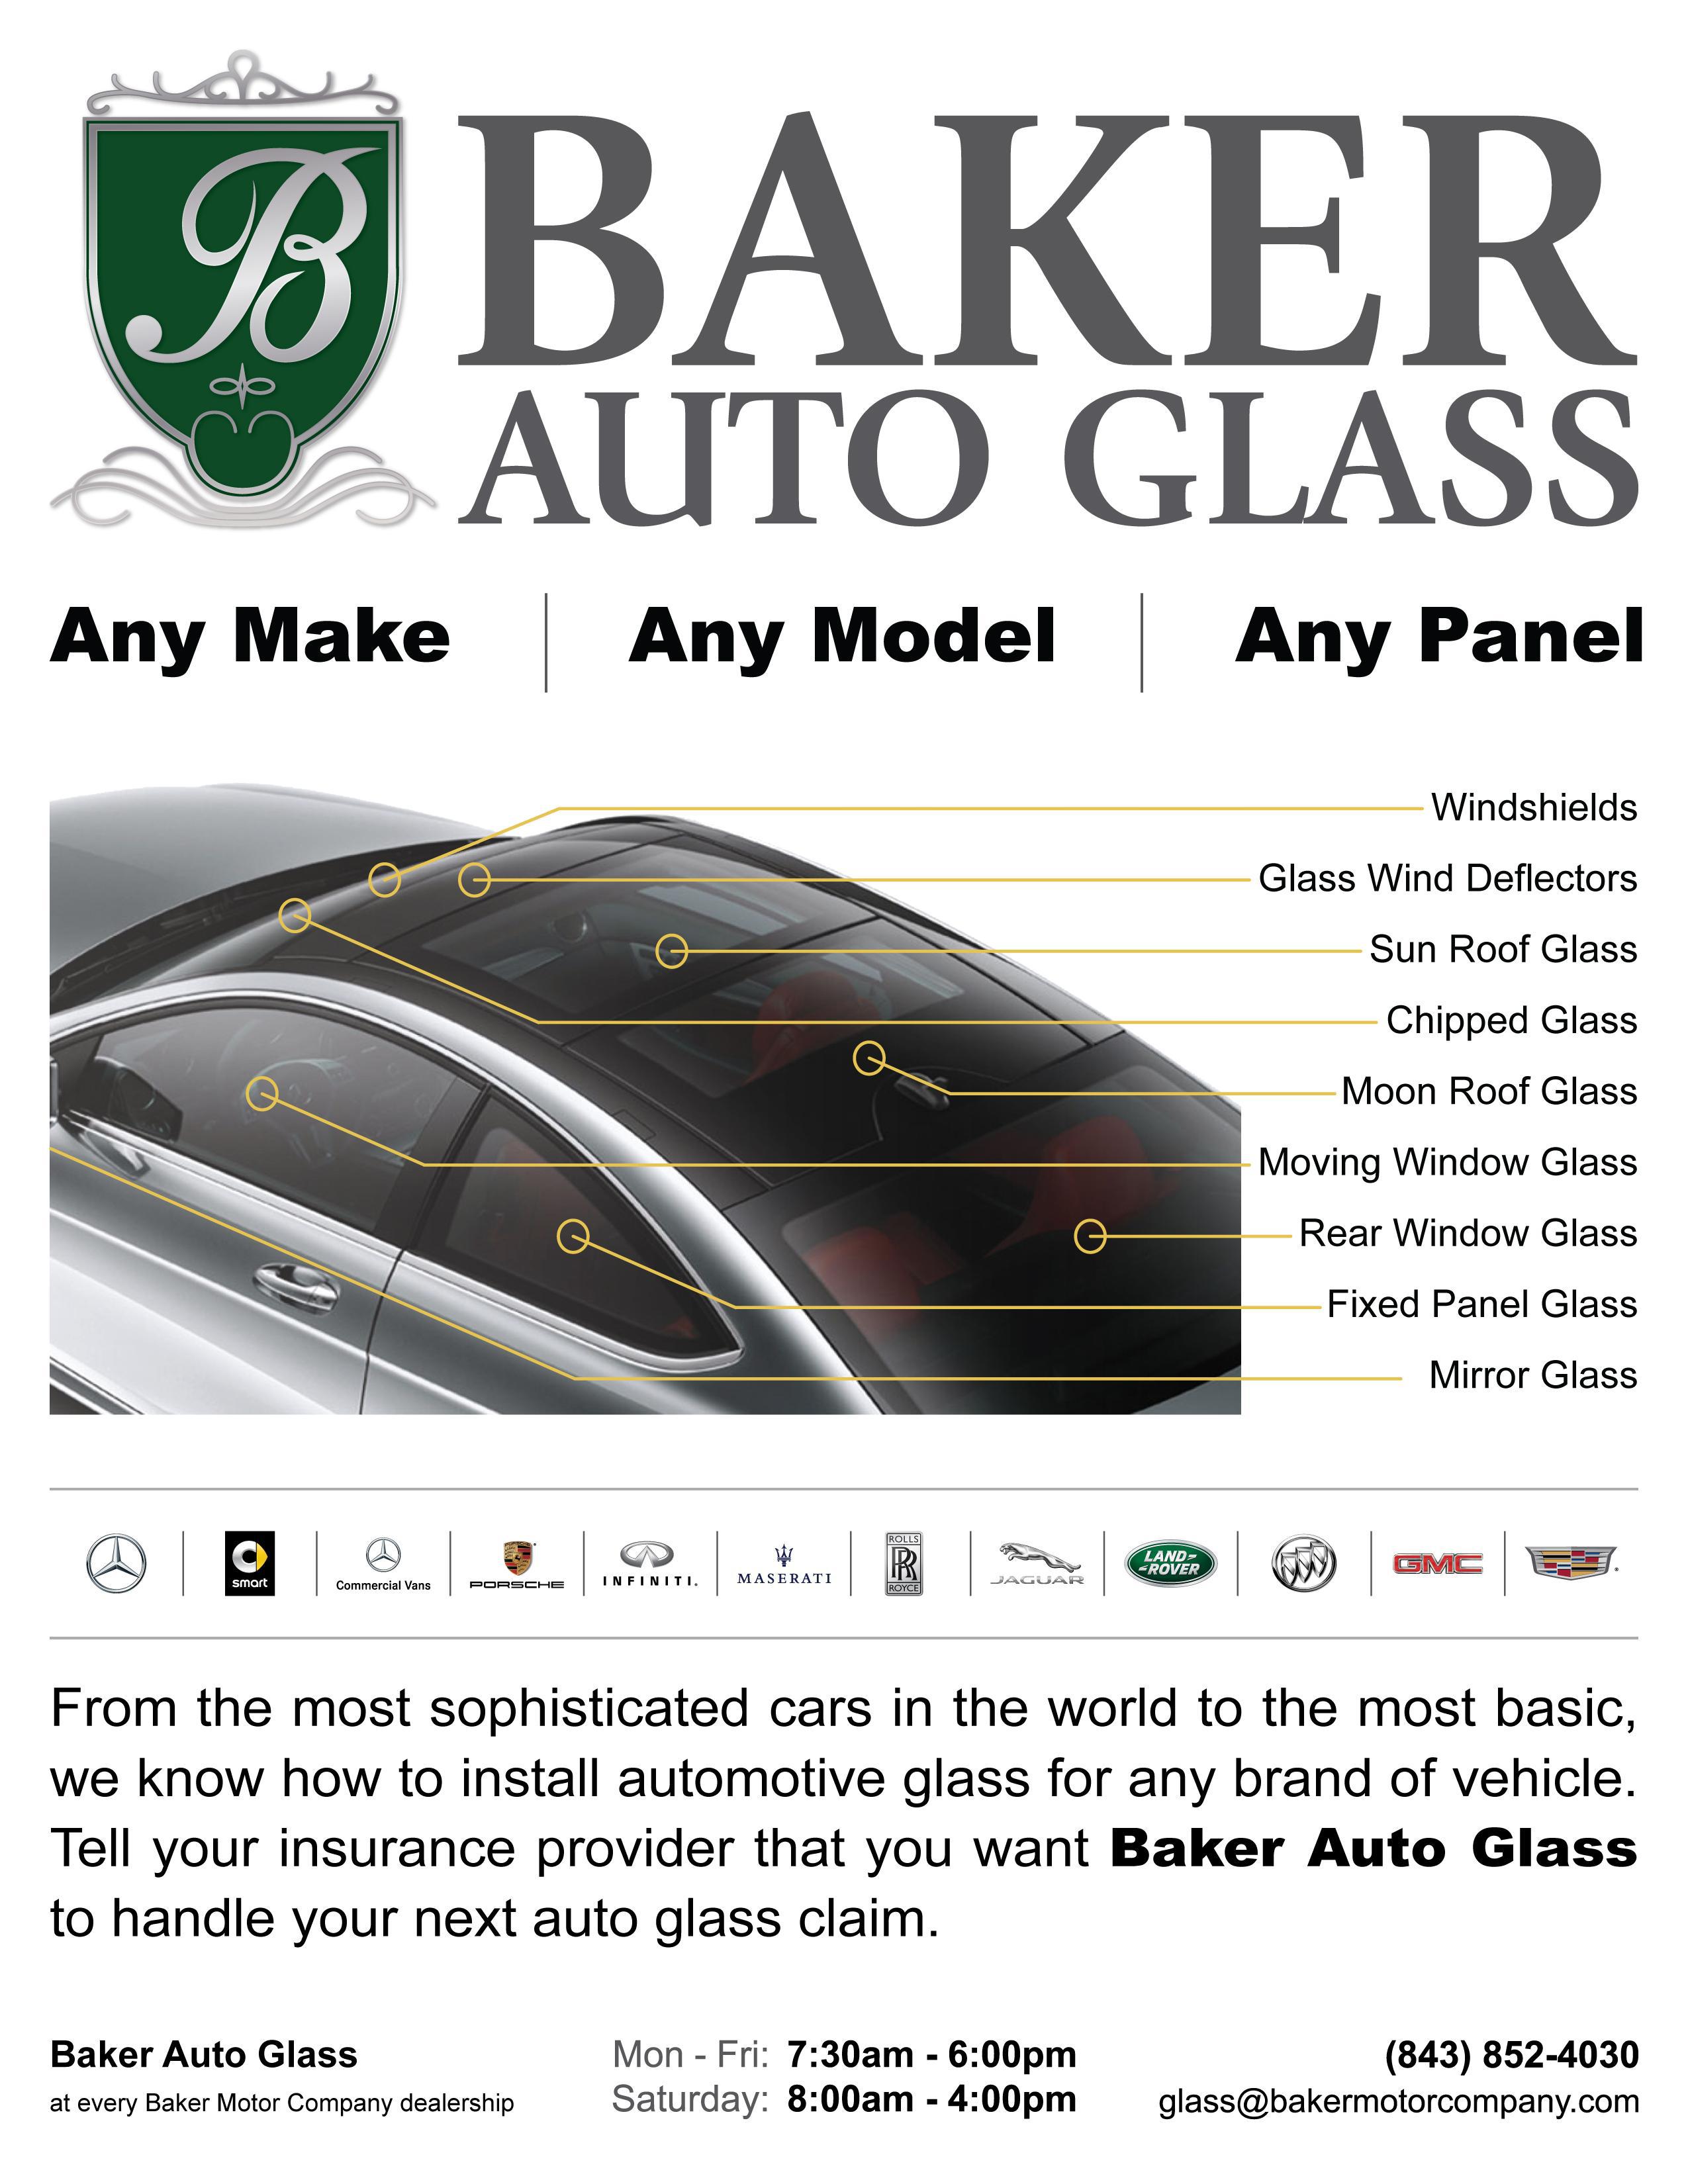 B
BAKER
AUTO GLASS
Any Make
Any Model
Any Panel
Windshields
Glass Wind Deflectors
Sun Roof Glass
Chipped Glass
Moon Roof Glass
Moving Window Glass
Rear Window Glass
Fixed Panel Glass
Mirror Glass
smart
Commercial Vans
PORSCHE
INFINITI.
MASERATI
ROLLS
RR
ROYCE
JAGUAR
LAND-
-ROVER
GMC
From the most sophisticated cars in the world to the most basic,
we know how to install automotive glass for any brand of vehicle.
Tell your insurance provider that you want Baker Auto Glass
to handle your next auto glass claim.
Baker Auto Glass
at every Baker Motor Company dealership
Mon - Fri: 7:30am - 6:00pm
Saturday: 8:00am - 4:00pm
(843) 852-4030
glass@bakermotorcompany.com